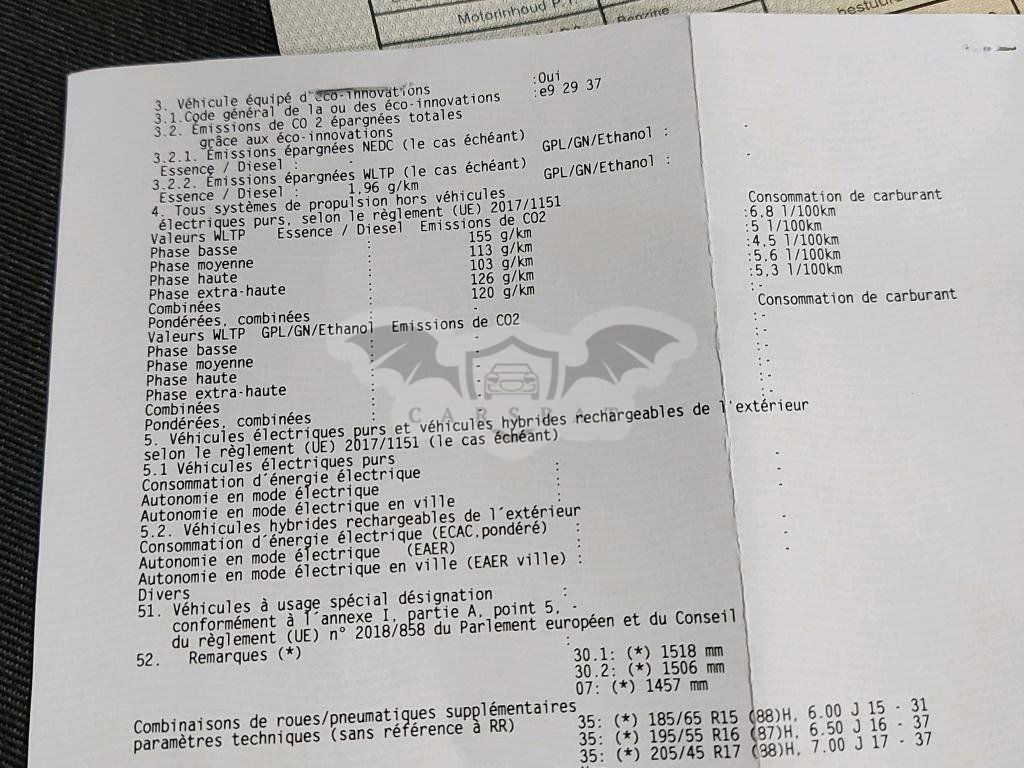 Motorinhoud
Benzine
3. Véhicule équipé d'éco-innovations :Oui
3.1.Code général de la ou des éco-innovations :e9 29 37
3.2. Émissions de CO 2 épargnées totales
grâce aux éco-innovations
3.2.1. Émissions épargnées NEDC (le cas échéant)
Essence / Diesel : - GPL/GN/Ethanol : -
3.2.2. Émissions épargnées WLTP (le cas échéant)
Essence / Diesel : 1,96 g/km GPL/GN/Ethanol : -
4. Tous systèmes de propulsion hors véhicules
électriques purs, selon le règlement (UE) 2017/1151
Valeurs WLTP Essence / Diesel Emissions de CO2 Consommation de carburant
Phase basse : 155 g/km :6,8 l/100km
Phase moyenne : 113 g/km :5 l/100km
Phase haute : 103 g/km :4,5 l/100km
Phase extra-haute : 126 g/km :5,6 l/100km
Combinées : 120 g/km :5,3 l/100km
Pondérées, combinées : - :-
Valeurs WLTP GPL/GN/Ethanol Emissions de CO2 Consommation de carburant
Phase basse : - :-
Phase moyenne : - :-
Phase haute : - :-
Phase extra-haute : - :-
Combinées : - :-
Pondérées, combinées : - :-
CARSBAT
5. Véhicules électriques purs et véhicules hybrides rechargeables de l'extérieur
selon le règlement (UE) 2017/1151 (le cas échéant)
5.1 Véhicules électriques purs
Consommation d'énergie électrique : -
Autonomie en mode électrique : -
Autonomie en mode électrique en ville : -
5.2. Véhicules hybrides rechargeables de l'extérieur
Consommation d'énergie électrique (ECAC,pondéré) : -
Autonomie en mode électrique (EAER) : -
Autonomie en mode électrique en ville (EAER ville) : -
Divers
51. Véhicules à usage spécial désignation :
conformément à l'annexe I, partie A, point 5, -
du règlement (UE) n° 2018/858 du Parlement européen et du Conseil
52. Remarques (*) :
30.1: (*) 1518 mm
30.2: (*) 1506 mm
07: (*) 1457 mm
Combinaisons de roues/pneumatiques supplémentaires
paramètres techniques (sans référence à RR)
35: (*) 185/65 R15 (88)H, 6.00 J 15 - 31
35: (*) 195/55 R16 (87)H, 6.50 J 16 - 37
35: (*) 205/45 R17 (88)H, 7.00 J 17 - 37